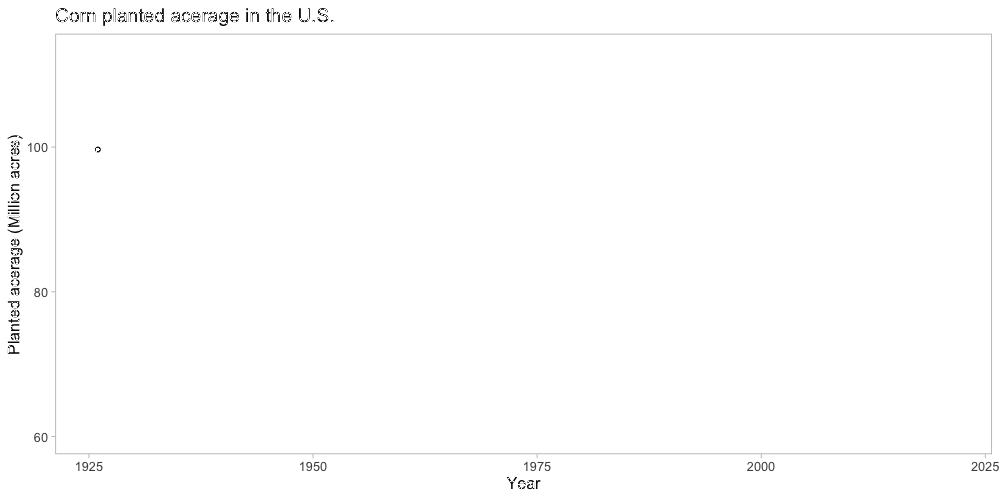 Corn planted acerage in the U.S.
Planted acerage (Million acres)
100
80
60
1925
1950
1975
2000
2025
Year